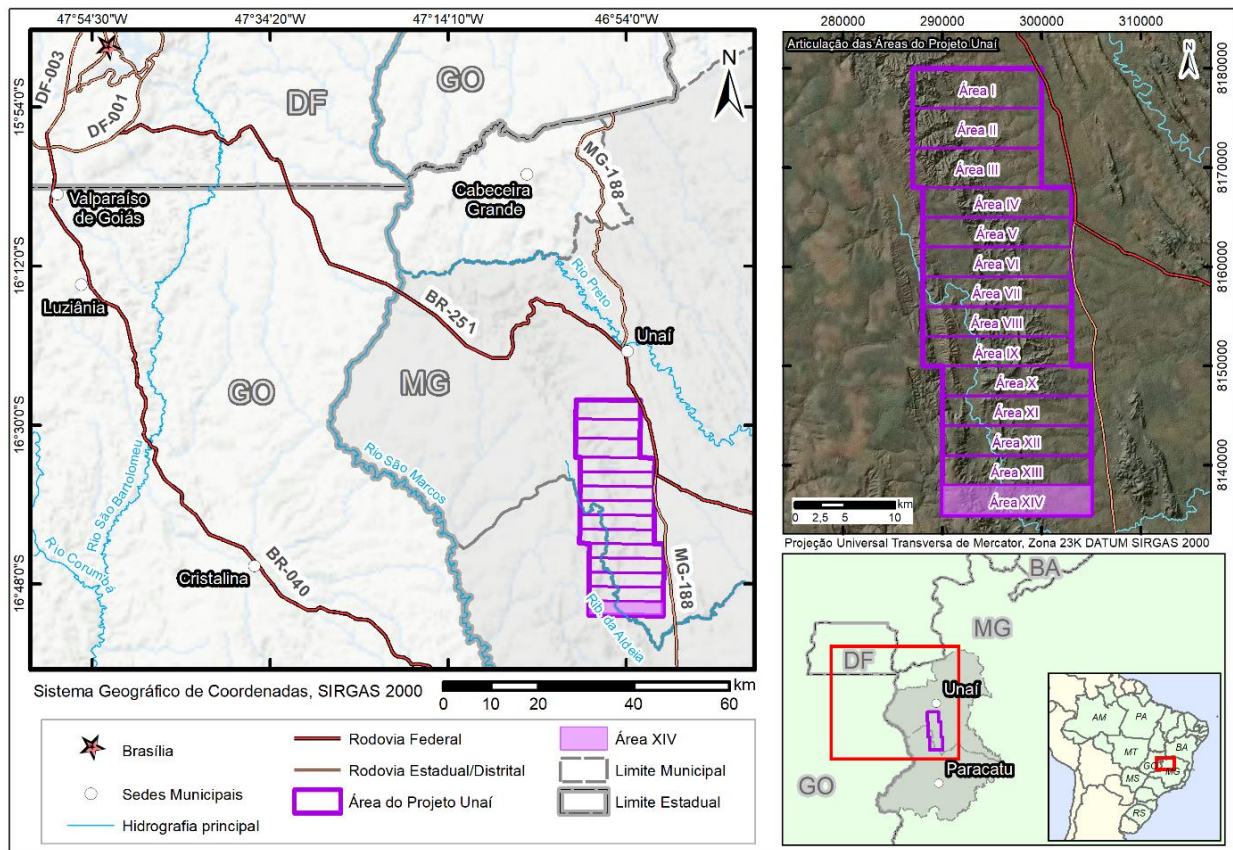 47°54'30"W
47°34'20"W
47°14'10"W
46°54'0"W
15°54'0"S
16°12'0"S
16°30'0"S
16°48'0"S
DF-003
DF-001
DF
GO
N
MG-188
Cabeceira
Grande
Valparaíso
de Goiás
Luziânia
Rio Preto
BR-251
Unaí
GO
MG
Rio São Bartolomeu
Rio São Marcos
Rio Corumbá
Cristalina
BR-040
MG-188
Rib. da Aldeia
Sistema Geográfico de Coordenadas, SIRGAS 2000
0 10 20 40 60 km
Brasília
Sedes Municipais
Hidrografia principal
Rodovia Federal
Rodovia Estadual/Distrital
Área do Projeto Unaí
Área XIV
Limite Municipal
Limite Estadual
280000
290000
300000
310000
Articulação das Áreas do Projeto Unaí
N
8180000
8170000
8160000
8150000
8140000
Área I
Área II
Área III
Área IV
Área V
Área VI
Área VII
Área VIII
Área IX
Área X
Área XI
Área XII
Área XIII
Área XIV
0 2,5 5 10 km
Projeção Universal Transversa de Mercator, Zona 23K DATUM SIRGAS 2000
BA
MG
DF
Unaí
Paracatu
GO
AM
PA
MT
BA
GO
MG
MS
RS